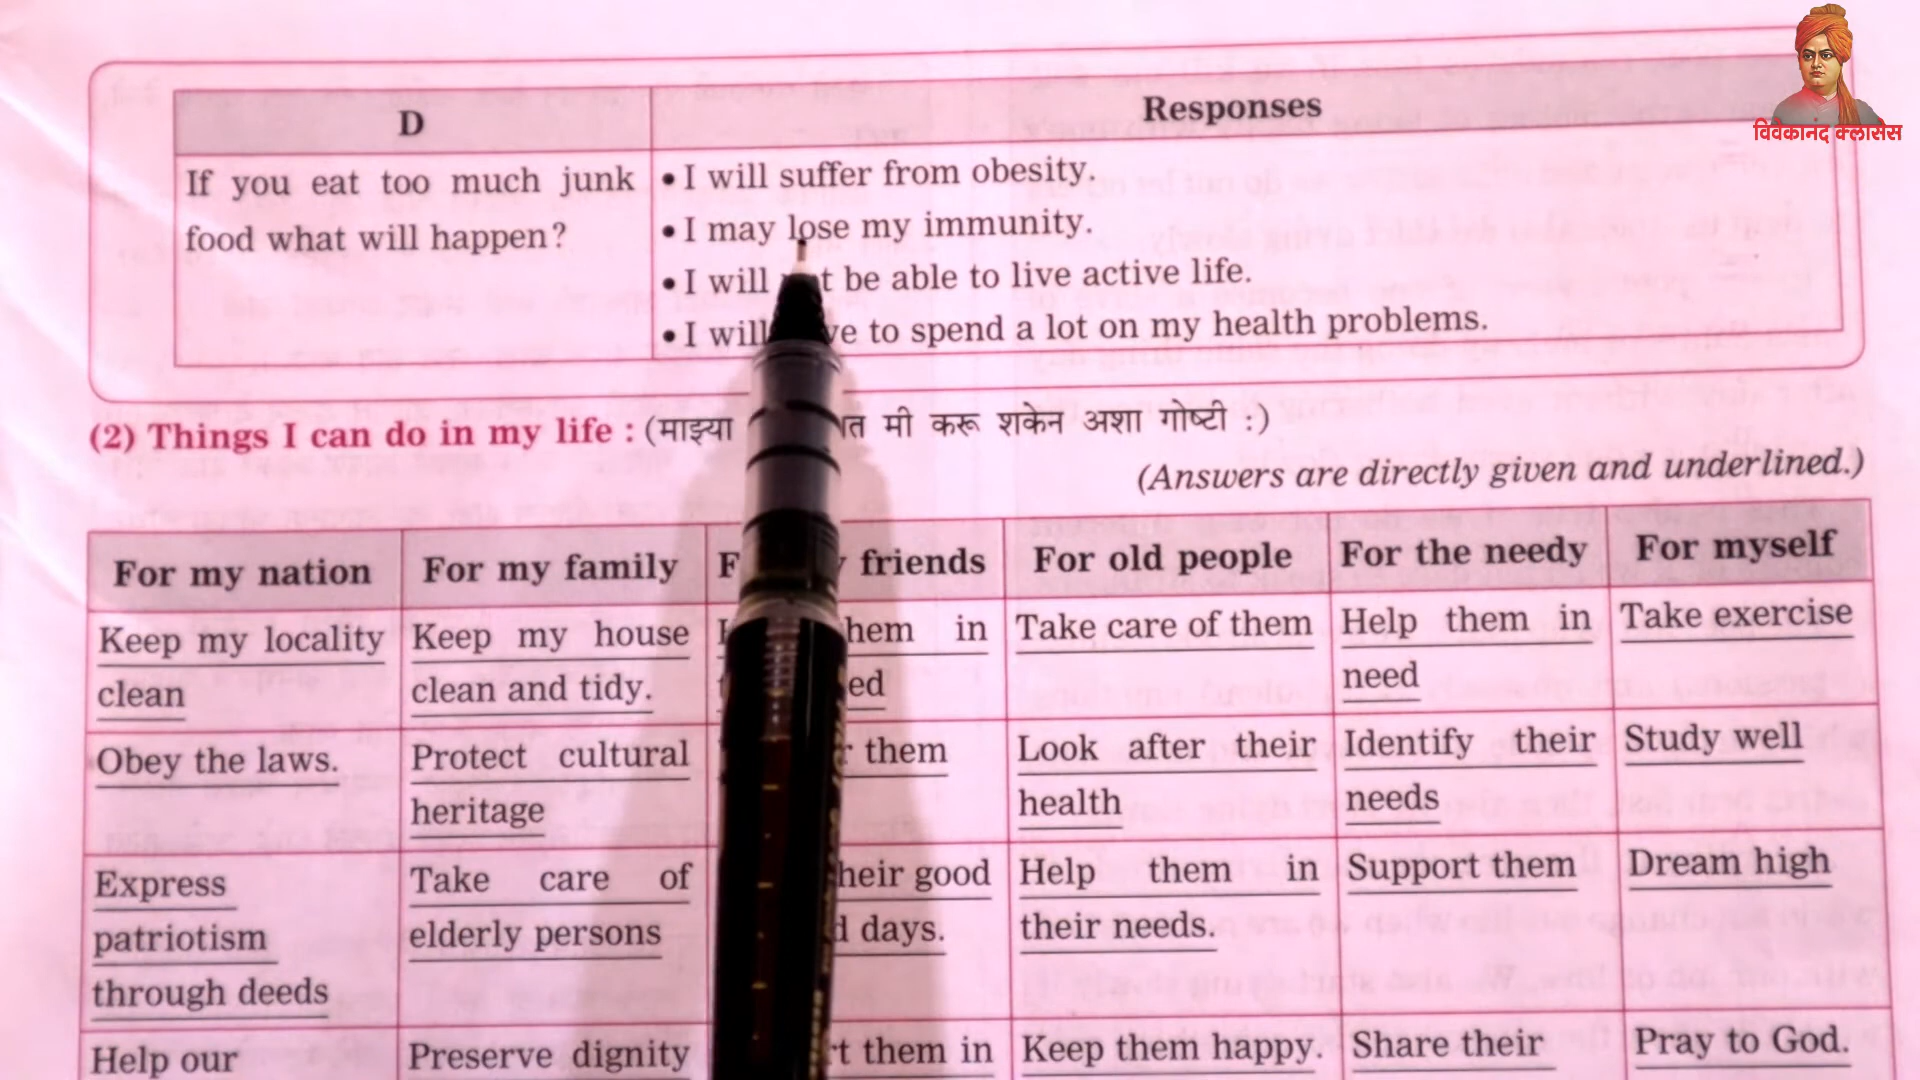 विवेकानंद क्लासेस
D
Responses
If you eat too much junk
food what will happen?
• I will suffer from obesity.
• I may lose my immunity.
• I will be able to live active life.
• I will to spend a lot on my health problems.
(2) Things I can do in my life : (माझ्या मी करू शकेन अशा गोष्टी :)
(Answers are directly given and underlined.)
For my nation
For my family
friends
For old people
For the needy
For myself
Keep my locality
clean
Keep my house
clean and tidy.
in
Take care of them
Help them in
need
Take exercise
Obey the laws.
Protect cultural
heritage
them
Look after their
health
Identify their
needs
Study well
Express
patriotism
through deeds
Take care of
elderly persons
good
days.
Help them in
their needs.
Support them
Dream high
Help our
Preserve dignity
them in
Keep them happy.
Share their
Pray to God.